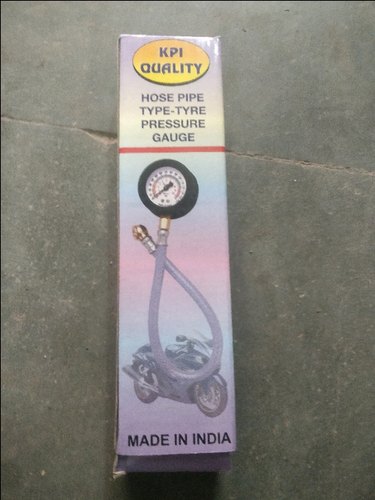 KPI
QUALITY
HOSE PIPE
TYPE-TYRE
PRESSURE
GAUGE
MADE IN INDIA